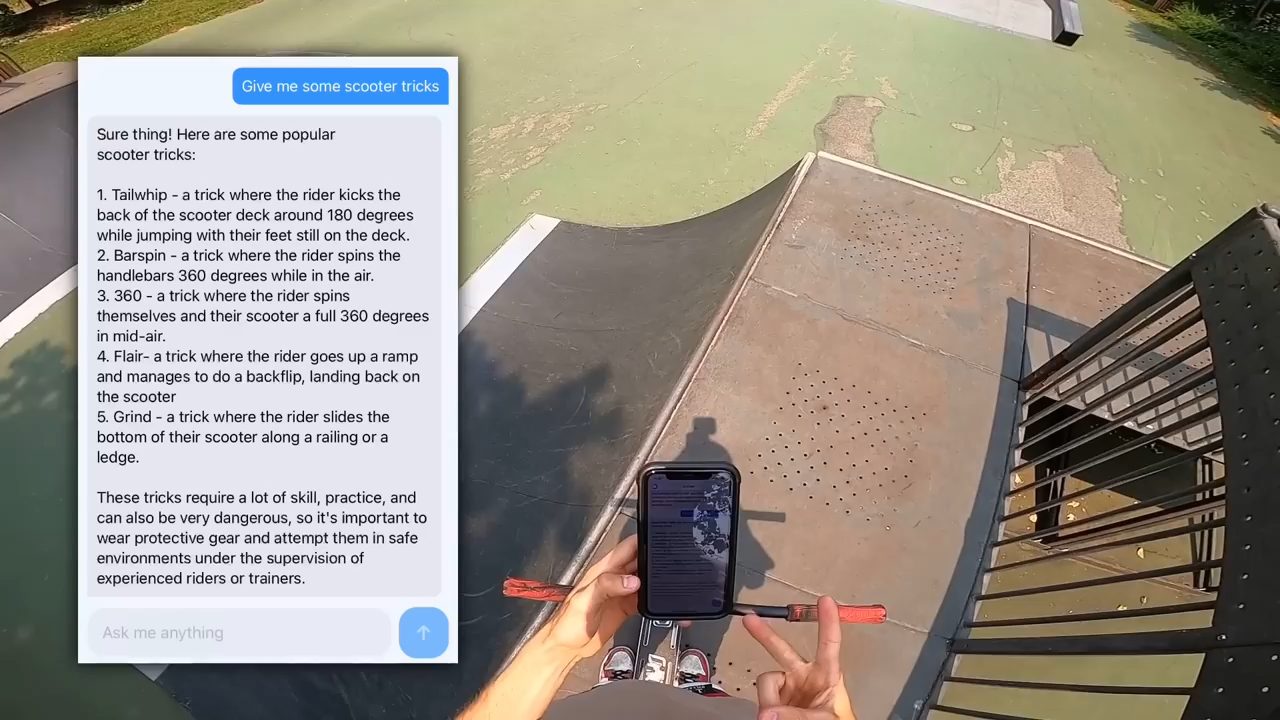 Give me some scooter tricks
Sure thing! Here are some popular
scooter tricks:
1. Tailwhip - a trick where the rider kicks the
back of the scooter deck around 180 degrees
while jumping with their feet still on the deck.
2. Barspin - a trick where the rider spins the
handlebars 360 degrees while in the air.
3. 360 - a trick where the rider spins
themselves and their scooter a full 360 degrees
in mid-air.
4. Flair- a trick where the rider goes up a ramp
and manages to do a backflip, landing back on
the scooter
5. Grind - a trick where the rider slides the
bottom of their scooter along a railing or a
ledge.
These tricks require a lot of skill, practice, and
can also be very dangerous, so it's important to
wear protective gear and attempt them in safe
environments under the supervision of
experienced riders or trainers.
Ask me anything